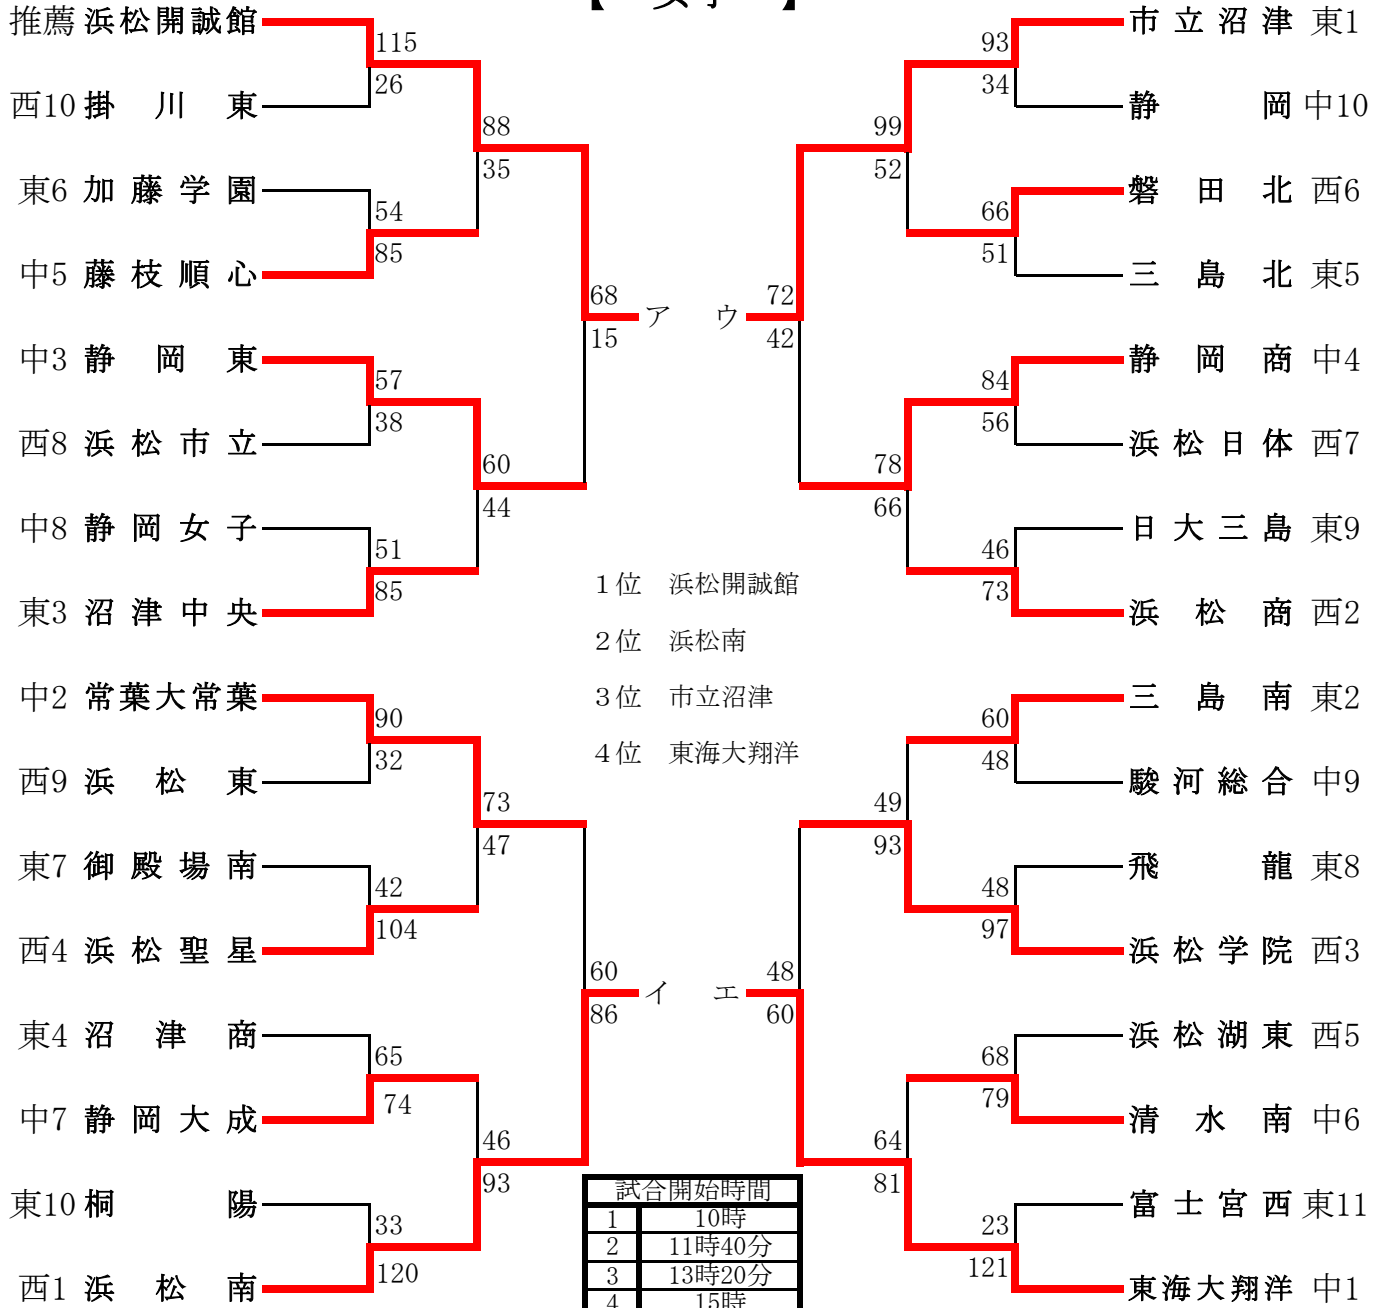 【 女子 】
推薦 浜松開誠館
115
26
西10 掛川東
88
35
東6 加藤学園
54
85
中5 藤枝順心
68
15
ア
中3 静岡東
57
38
西8 浜松市立
60
44
中8 静岡女子
51
85
東3 沼津中央
中2 常葉大常葉
90
32
西9 浜松東
73
47
東7 御殿場南
42
104
西4 浜松聖星
60
86
イ
東4 沼津商
65
74
中7 静岡大成
46
93
東10 桐陽
33
120
西1 浜松南
1位 浜松開誠館
2位 浜松南
3位 市立沼津
4位 東海大翔洋
市立沼津 東1
93
34
静岡 中10
99
52
磐田北 西6
66
51
三島北 東5
72
42
ウ
静岡商 中4
84
56
浜松日体 西7
78
66
日大三島 東9
46
73
浜松商 西2
三島南 東2
60
48
駿河総合 中9
49
93
飛龍 東8
48
97
浜松学院 西3
48
60
エ
浜松湖東 西5
68
79
清水南 中6
64
81
富士宮西 東11
23
121
東海大翔洋 中1
試合開始時間
1 10時
2 11時40分
3 13時20分
4 15時